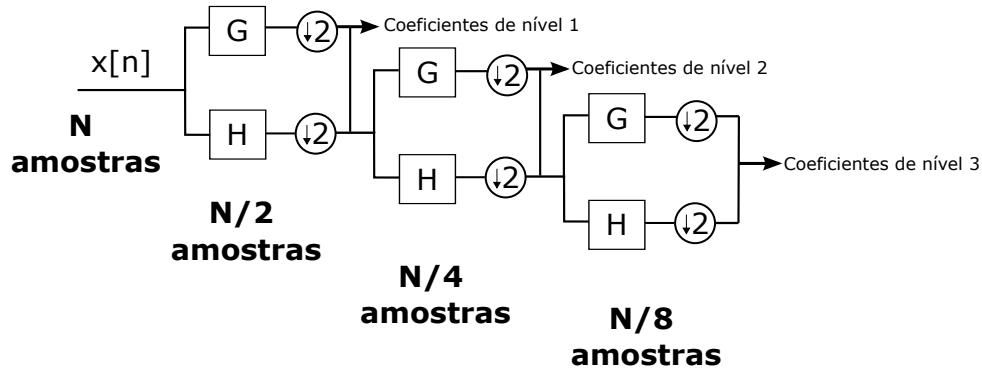 G
↓2
Coeficientes de nível 1
x[n]
G
↓2
Coeficientes de nível 2
N
amostras
H
↓2
G
↓2
H
↓2
Coeficientes de nível 3
N/2
amostras
H
↓2
N/4
amostras
N/8
amostras